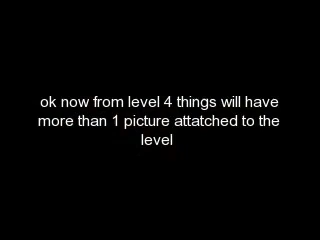 ok now from level 4 things will have
more than 1 picture attatched to the
level